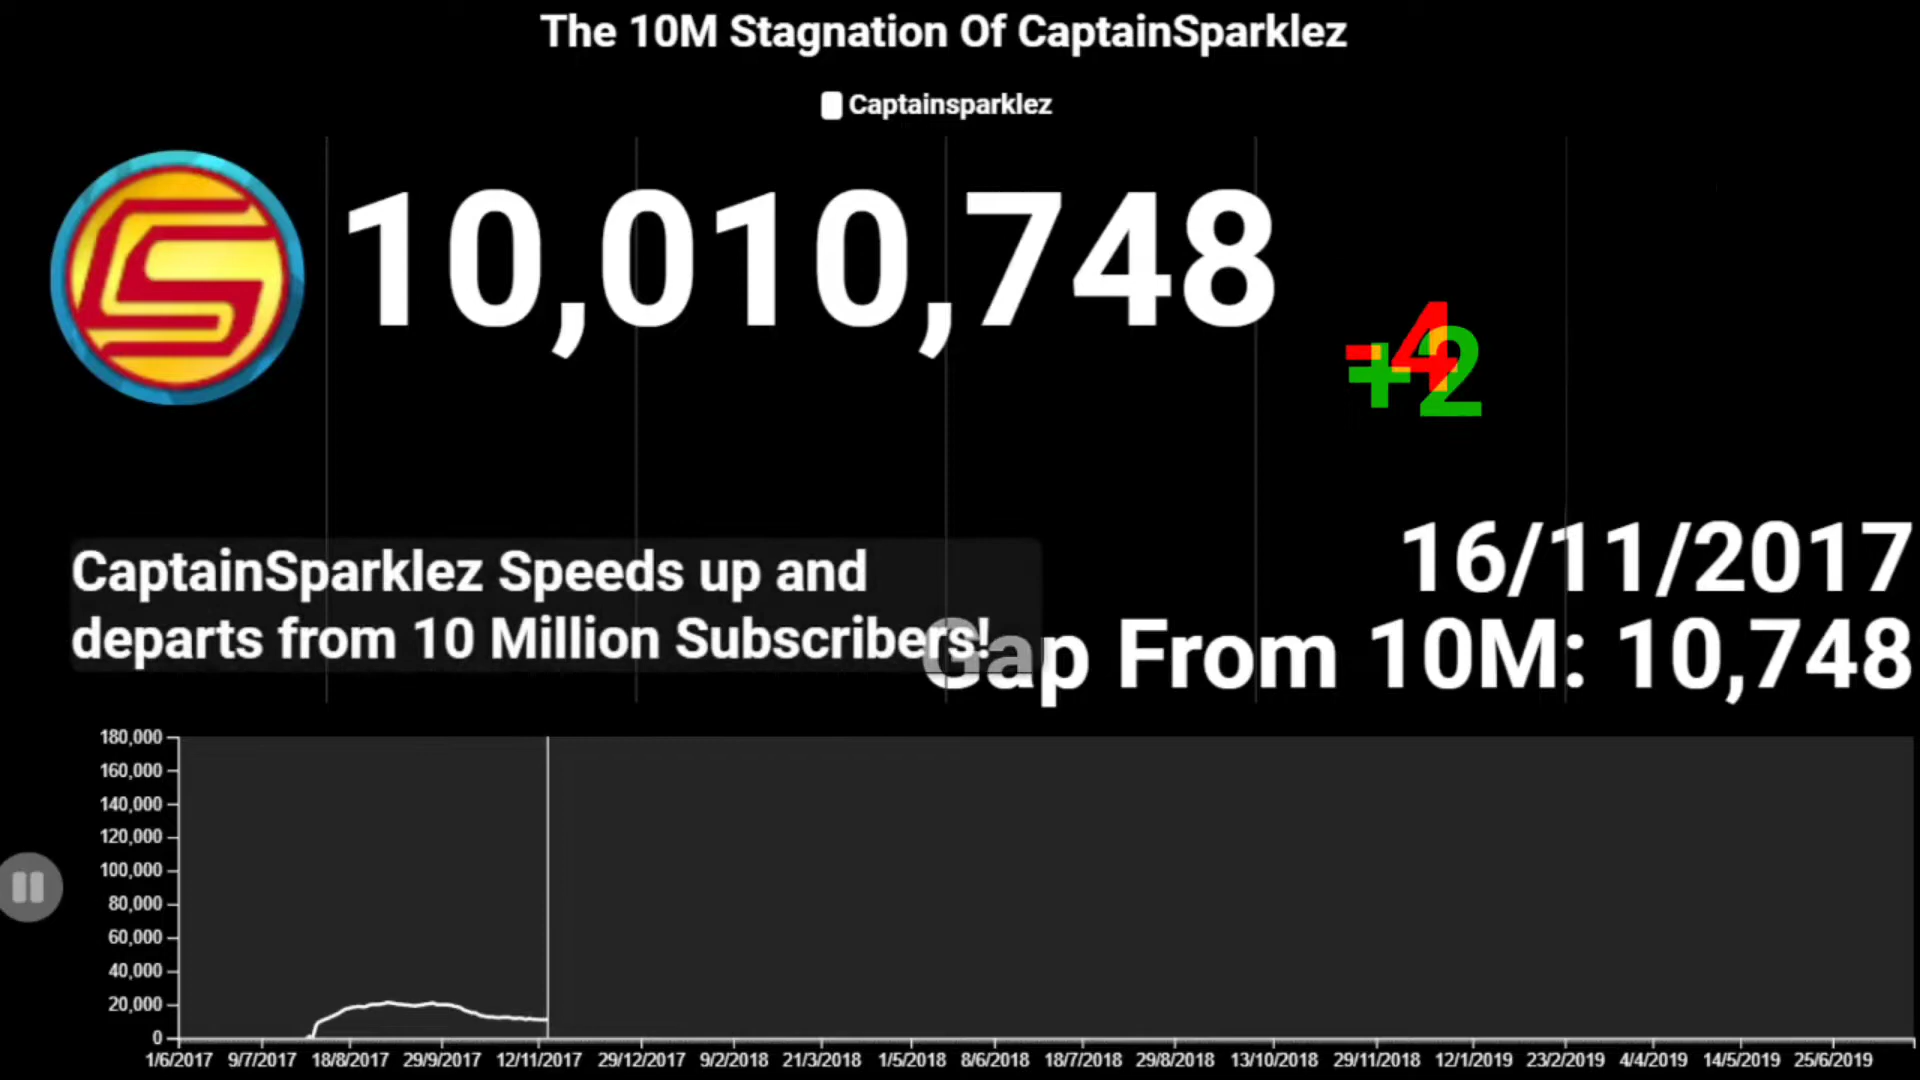 The 10M Stagnation Of CaptainSparklez
Captainsparklez
10,010,748
-4
+2
16/11/2017
CaptainSparklez Speeds up and
departs from 10 Million Subscribers!
Gap From 10M: 10,748
180,000
160,000
140,000
120,000
100,000
80,000
60,000
40,000
20,000
0
1/6/2017 9/7/2017 18/8/2017 29/9/2017 12/11/2017 29/12/2017 9/2/2018 21/3/2018 1/5/2018 8/6/2018 18/7/2018 29/8/2018 13/10/2018 29/11/2018 12/1/2019 23/2/2019 4/4/2019 14/5/2019 25/6/2019